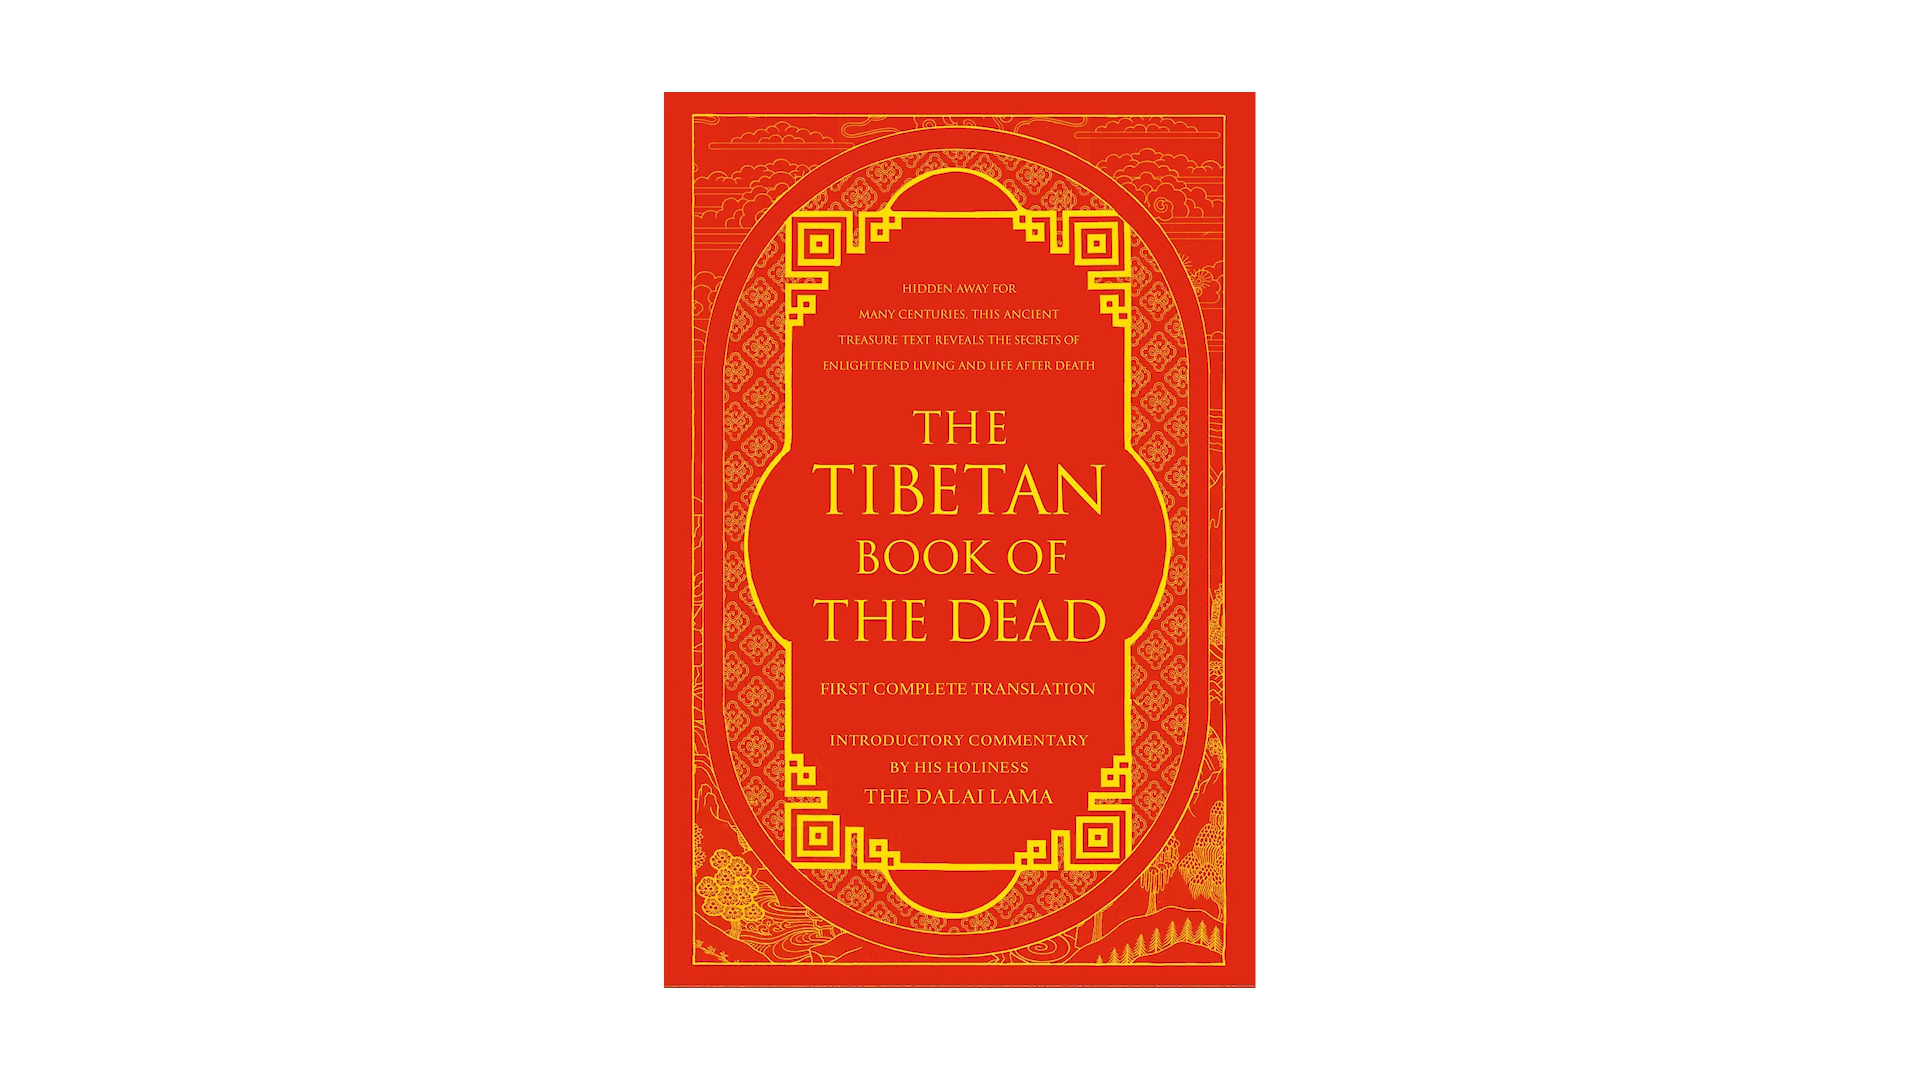 HIDDEN AWAY FOR
MANY CENTURIES, THIS ANCIENT
TREASURE TEXT REVEALS THE SECRETS OF
ENLIGHTENED LIVING AND LIFE AFTER DEATH
THE
TIBETAN
BOOK OF
THE DEAD
FIRST COMPLETE TRANSLATION
INTRODUCTORY COMMENTARY
BY HIS HOLINESS
THE DALAI LAMA